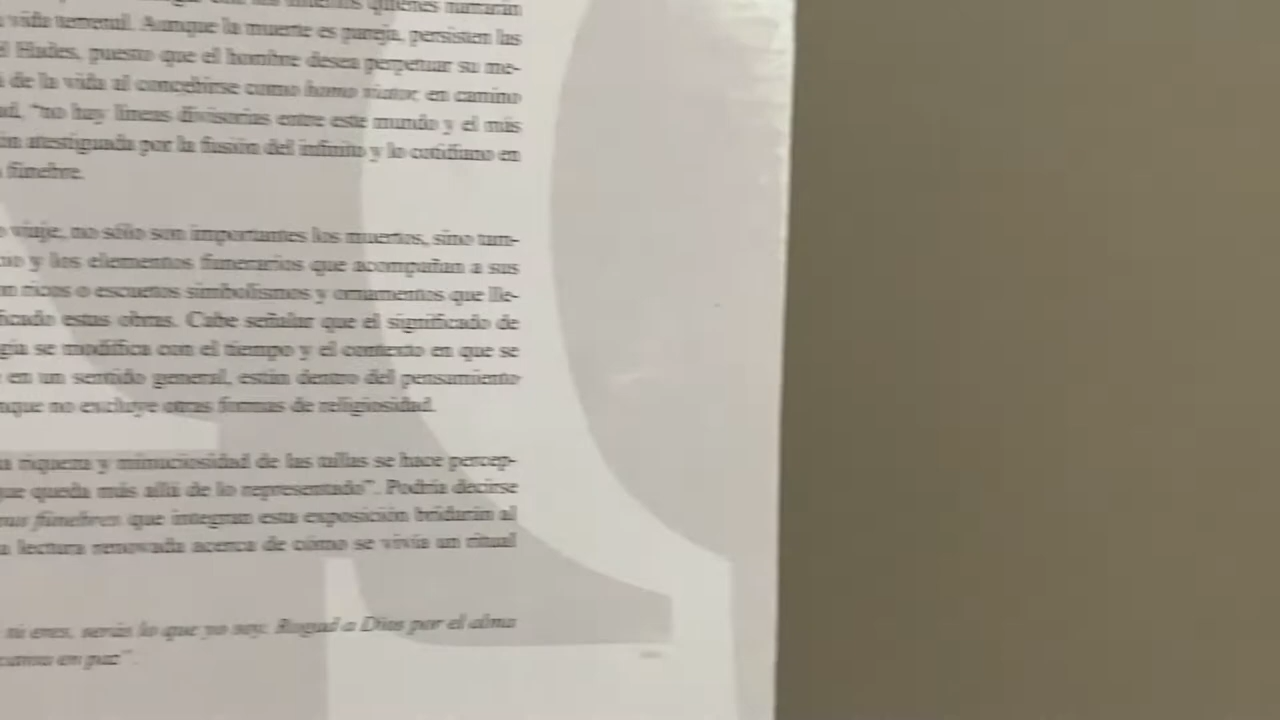 los muertos quienes narrarán
vida terrenal. Aunque la muerte es pareja, persisten las
Hades, puesto que el hombre desea perpetuar su me-
de la vida al concebirse como homo viator, en camino
"no hay líneas divisorias entre este mundo y el más
atestiguada por la fusión del infinito y lo cotidiano en
fúnebre.
viaje, no sólo son importantes los muertos, sino tam-
y los elementos funerarios que acompañan a sus
ricos o escuetos simbolismos y ornamentos que lle-
estas obras. Cabe señalar que el significado de
se modifica con el tiempo y el contexto en que se
en un sentido general, están dentro del pensamiento
no excluye otras formas de religiosidad.
riqueza y minuciosidad de las tallas se hace percep-
que queda más allá de lo representado". Podría decirse
fúnebres que integran esta exposición bridarán al
lectura renovada acerca de cómo se vivía un ritual
eres, serás lo que yo soy. Rogad a Dios por el alma
en paz".